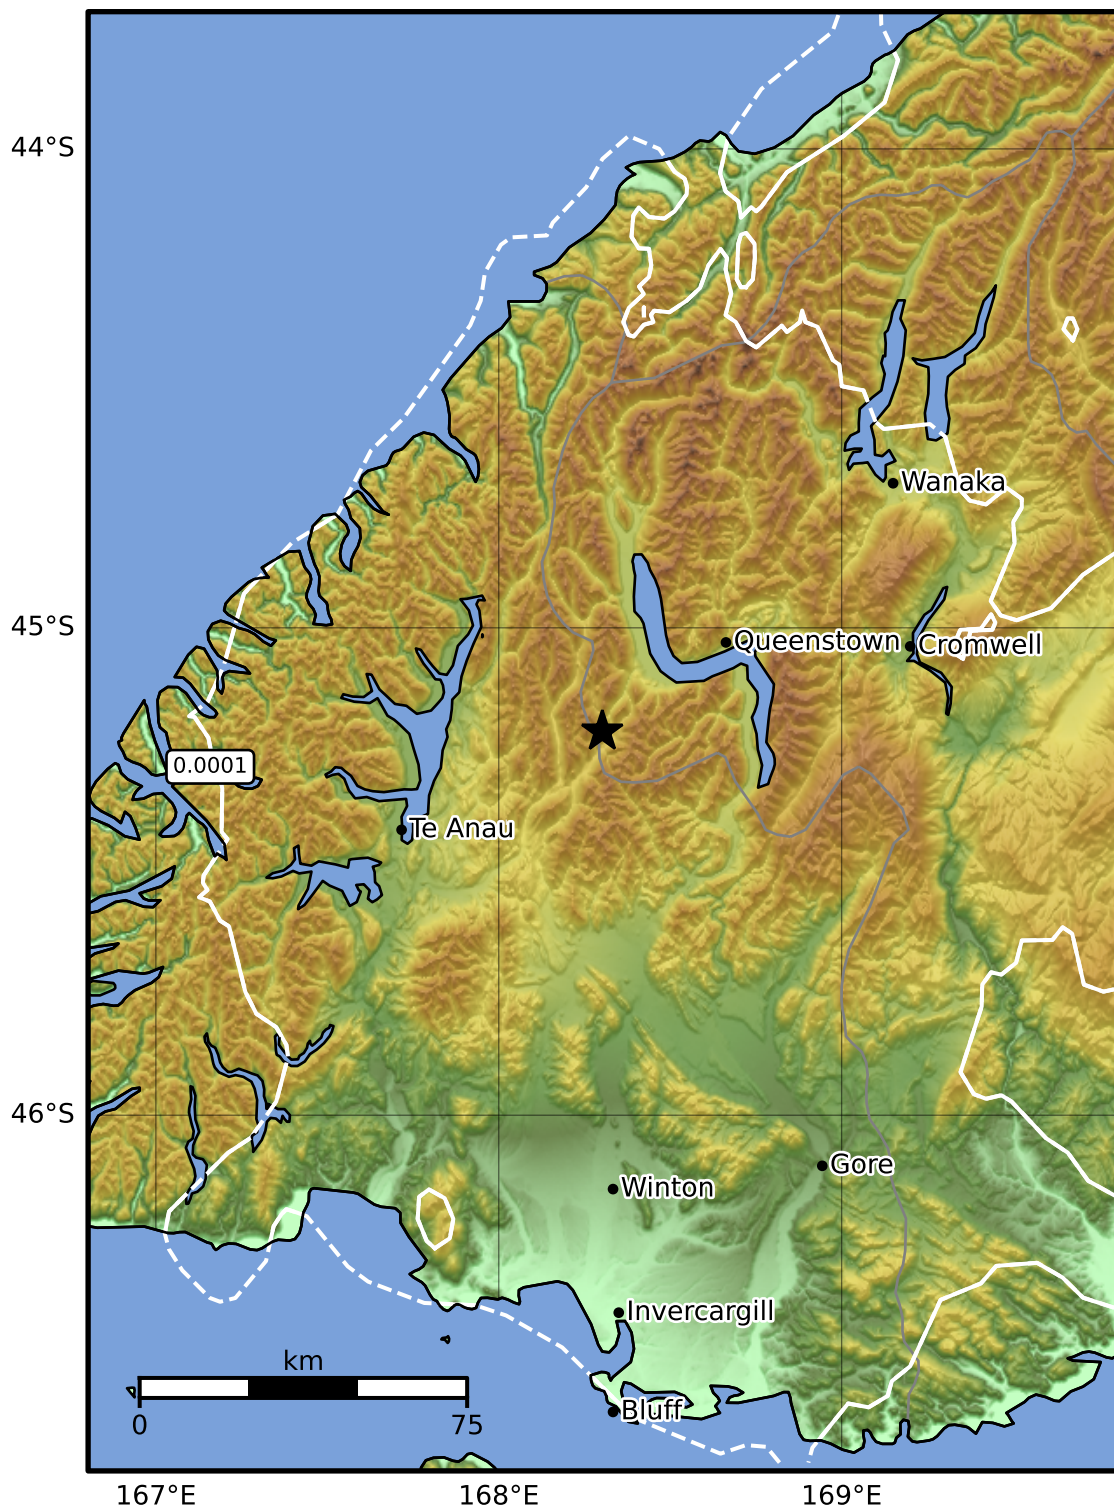 44°S
Wanaka
45°S
Queenstown
Cromwell
0.0001
Te Anau
46°S
Gore
Winton
Invercargill
km
0
75
Bluff
167°E
168°E
169°E